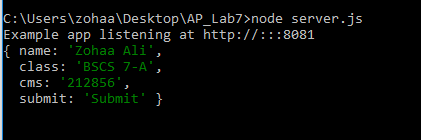 C:\Users\zohaa\Desktop\AP_Lab7>node server.js
Example app listening at http://:::8081
{ name: 'Zohaa Ali',
class: 'BSCS 7-A',
cms: '212856',
submit: 'Submit' }